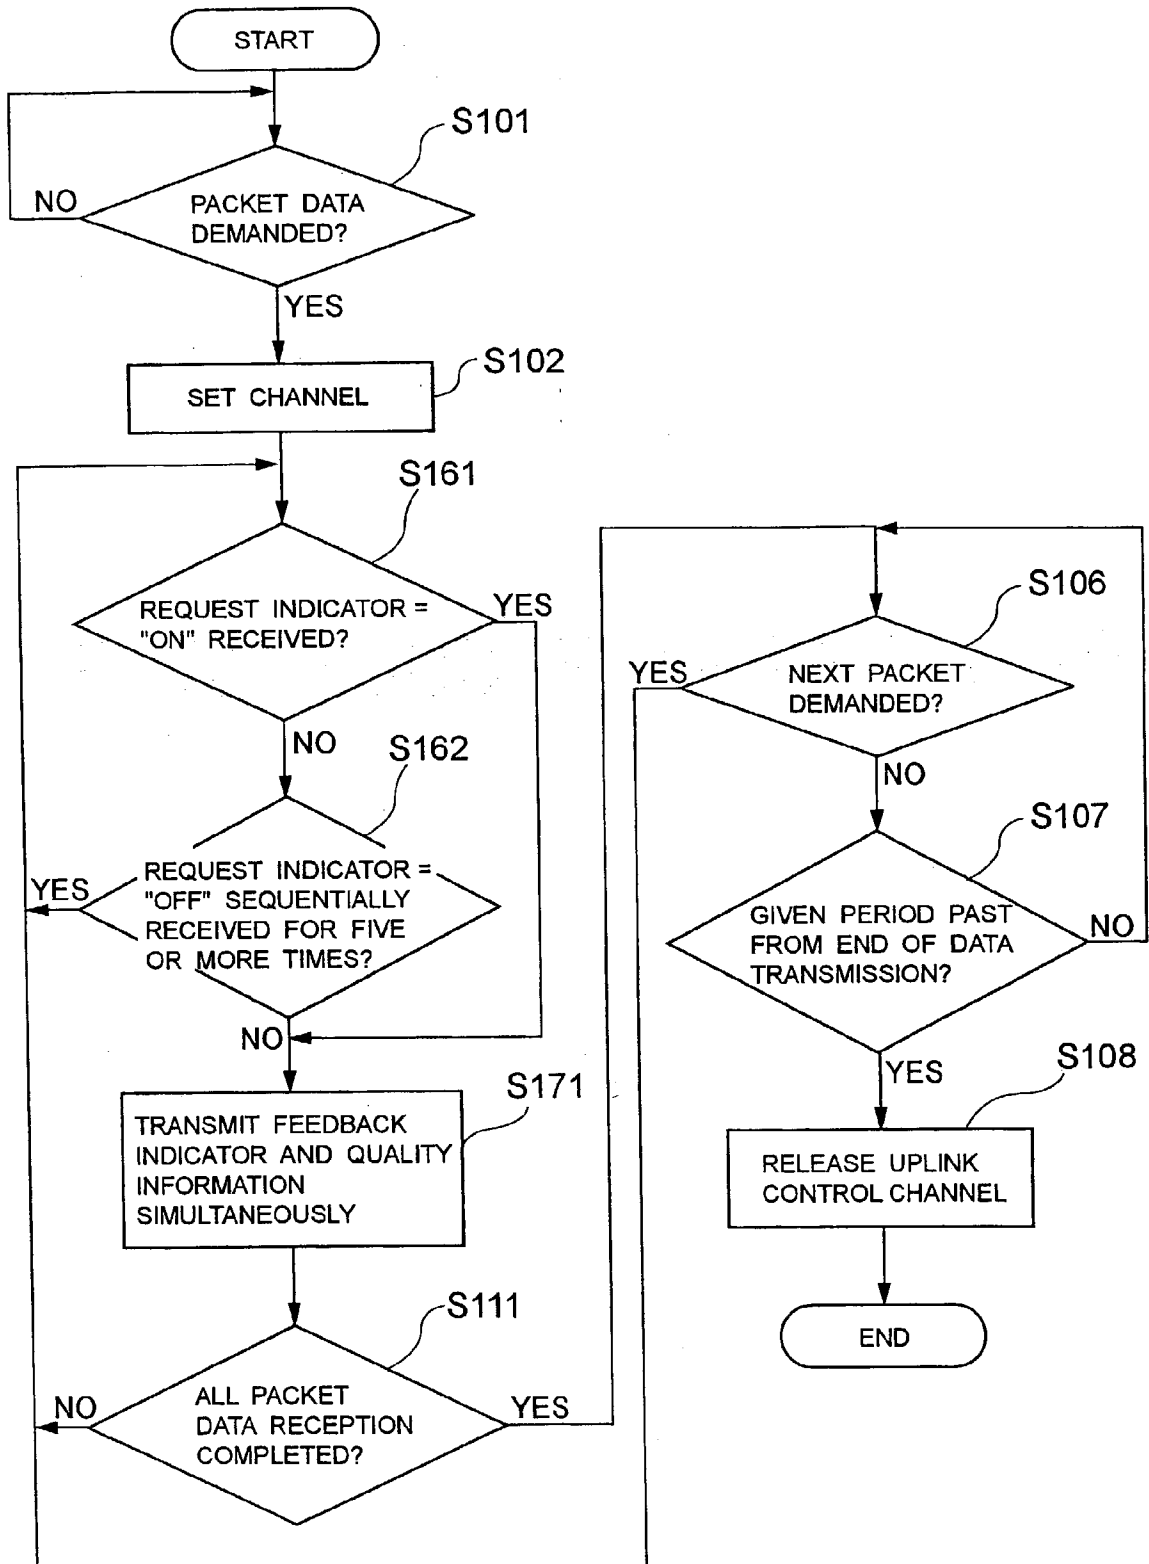 START
S101
NO
PACKET DATA
DEMANDED?
YES
S102
SET CHANNEL
S161
REQUEST INDICATOR =
"ON" RECEIVED?
YES
NO
S162
REQUEST INDICATOR =
"OFF" SEQUENTIALLY
RECEIVED FOR FIVE
OR MORE TIMES?
YES
NO
S171
TRANSMIT FEEDBACK
INDICATOR AND QUALITY
INFORMATION
SIMULTANEOUSLY
S111
ALL PACKET
DATA RECEPTION
COMPLETED?
NO
YES
S106
YES
NEXT PACKET
DEMANDED?
NO
S107
GIVEN PERIOD PAST
FROM END OF DATA
TRANSMISSION?
NO
YES
S108
RELEASE UPLINK
CONTROL CHANNEL
END